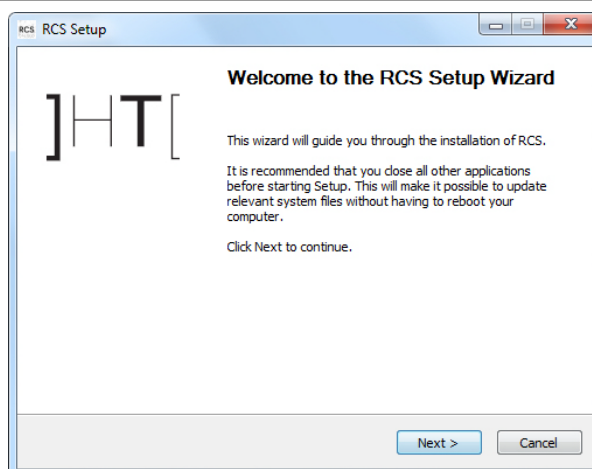 RCS RCS Setup
Welcome to the RCS Setup Wizard
]HT[
This wizard will guide you through the installation of RCS.
It is recommended that you close all other applications
before starting Setup. This will make it possible to update
relevant system files without having to reboot your
computer.
Click Next to continue.
Next >
Cancel